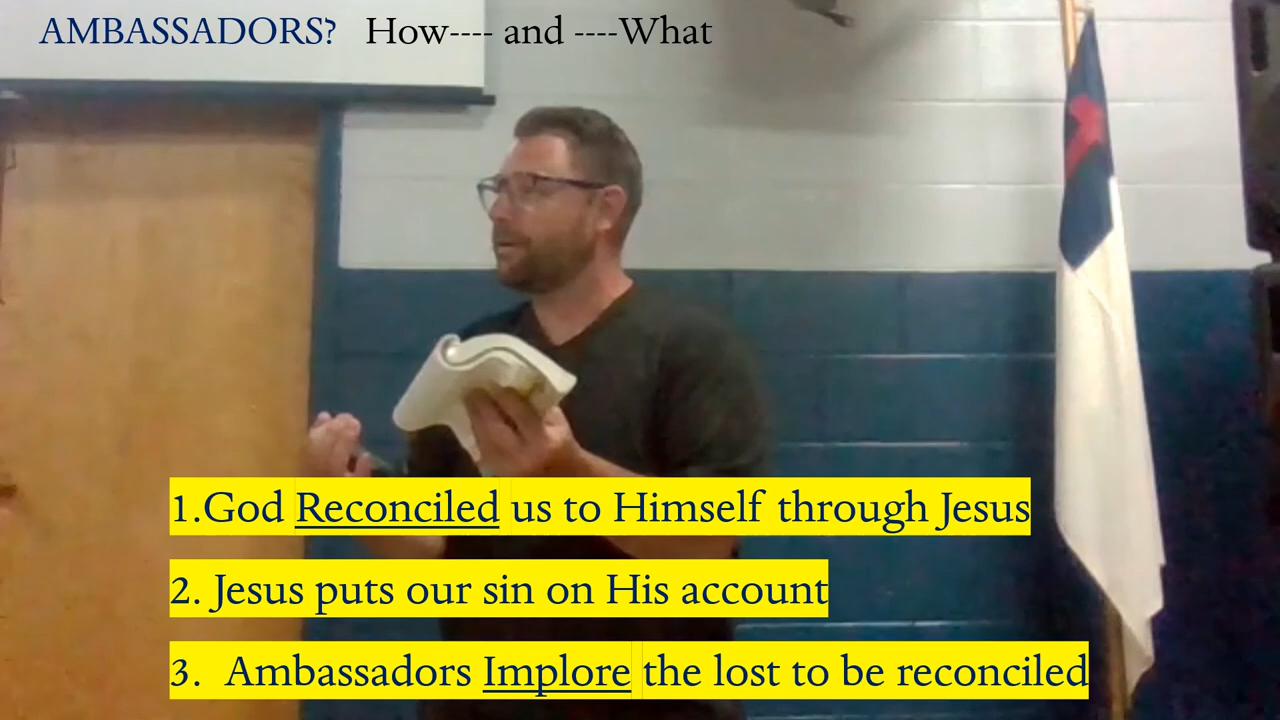 AMBASSADORS? How---- and ----What
1.God Reconciled us to Himself through Jesus
2. Jesus puts our sin on His account
3. Ambassadors Implore the lost to be reconciled